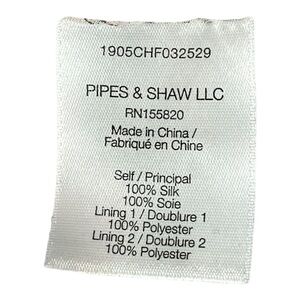 1905CHF032529
PIPES & SHAW LLC
RN155820
Made in China /
Fabriqué en Chine
Self / Principal
100% Silk
100% Soie
Lining 1 / Doublure 1
100% Polyester
Lining 2 / Doublure 2
100% Polyester